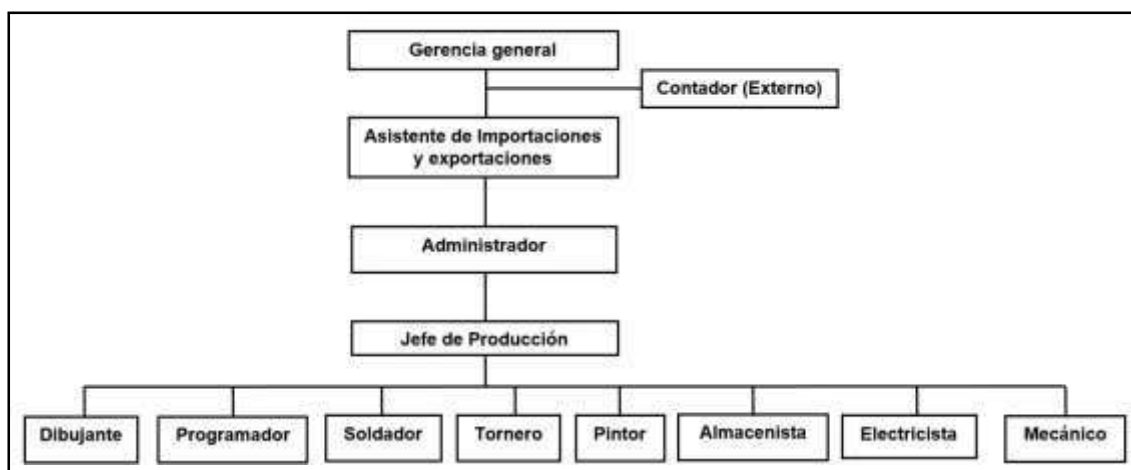 Gerencia general
Contador (Externo)
Asistente de Importaciones
y exportaciones
Administrador
Jefe de Producción
Dibujante
Programador
Soldador
Tornero
Pintor
Almacenista
Electricista
Mecánico